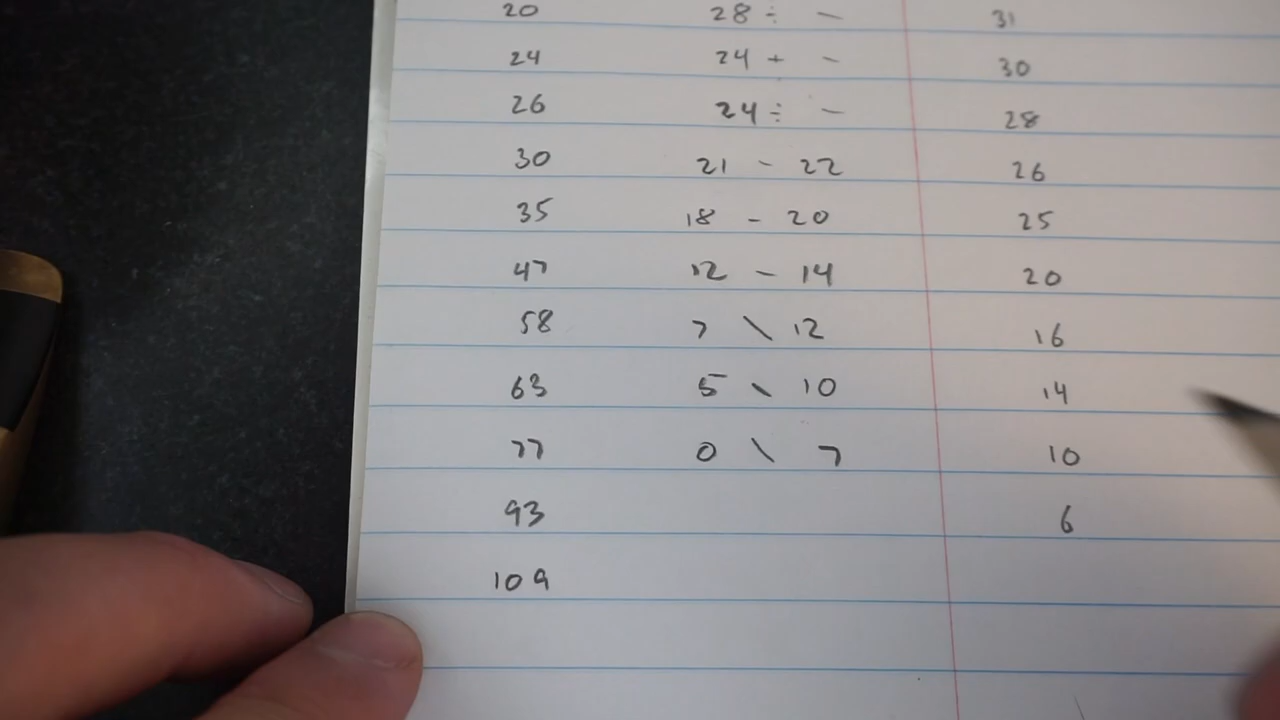 20 28 ÷ - 31
24 24 + - 30
26 24 ÷ - 28
30 21 - 22 26
35 18 - 20 25
47 12 - 14 20
58 7 \ 12 16
63 5 \ 10 14
77 0 \ 7 10
93 6
109